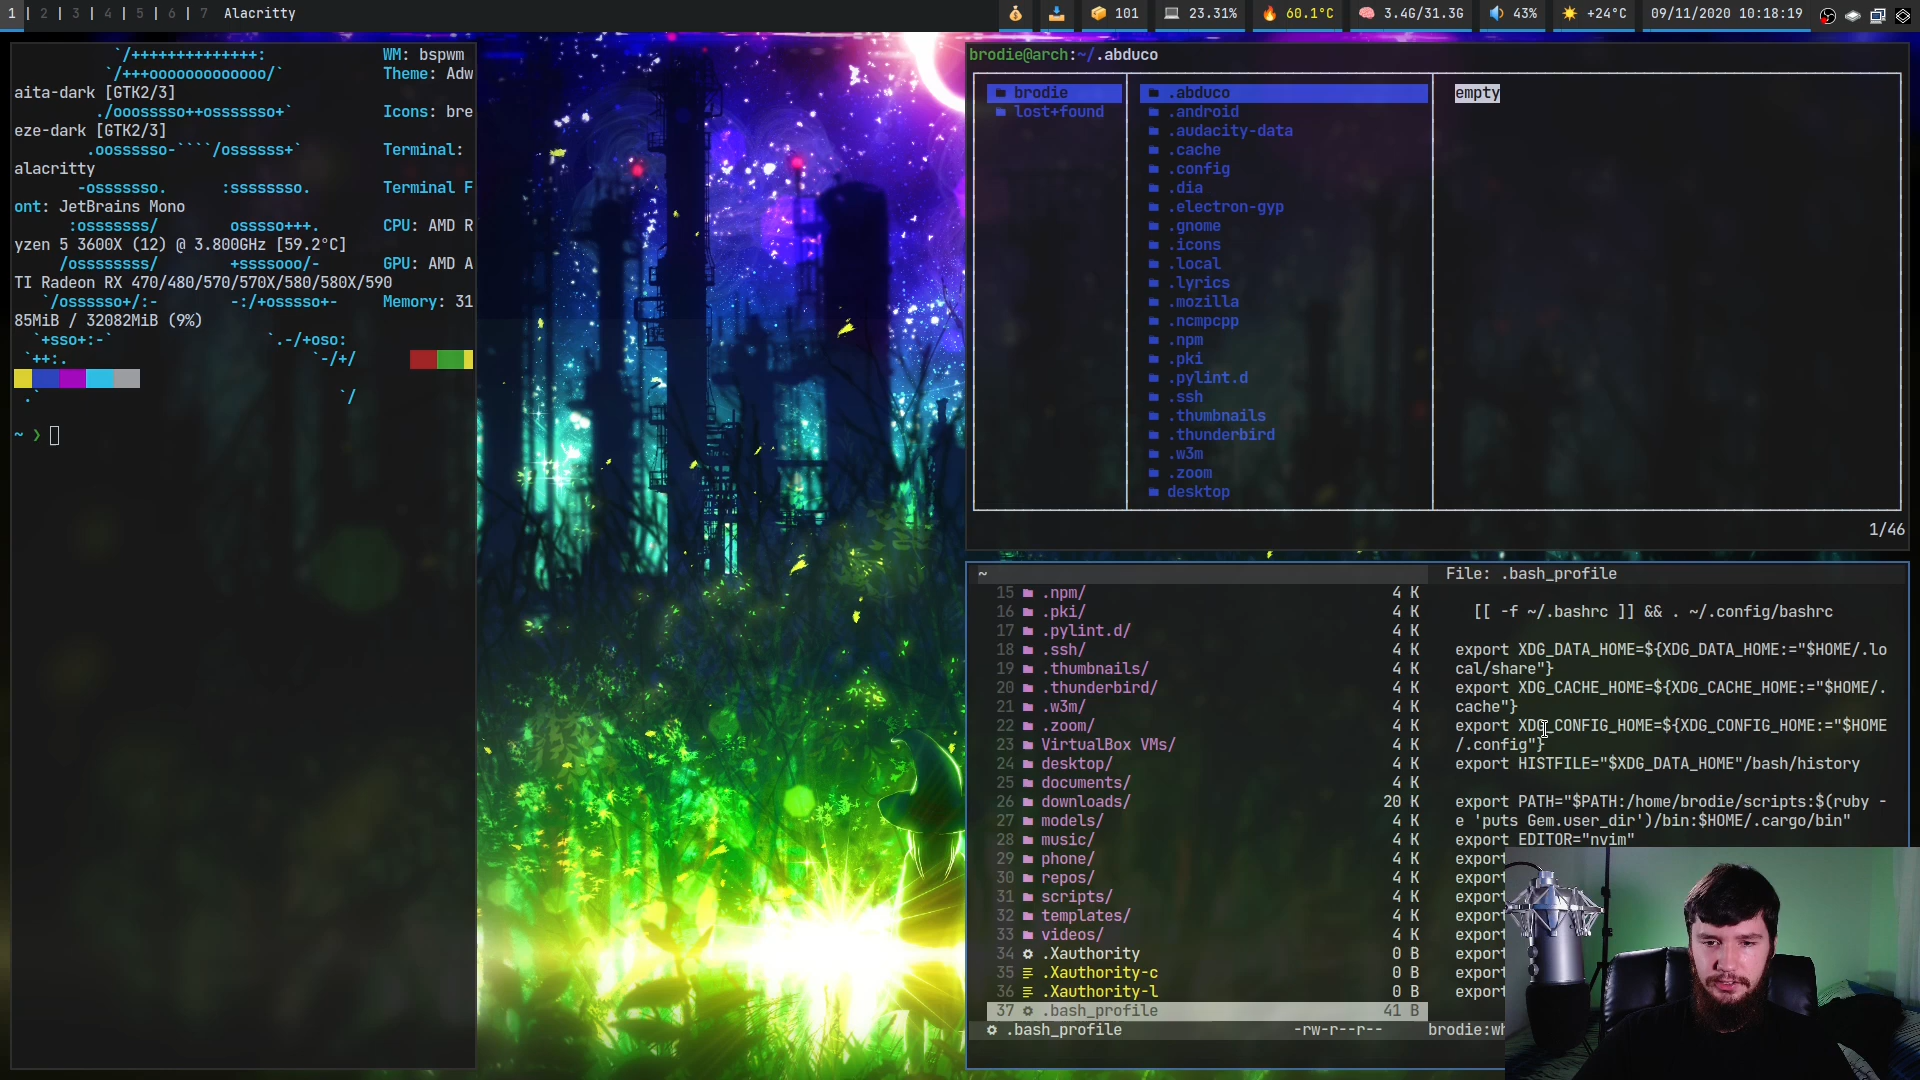 1 | 2 | 3 | 4 | 5 | 6 | 7 Alacritty
101 23.31% 60.1°C 3.4G/31.3G 43% +24°C 09/11/2020 10:18:19
`/++++++++++++++: WM: bspwm
`/+++ooooooooooooo/` Theme: Adw
aita-dark [GTK2/3]
./ooosssso++osssssso+` Icons: bre
eze-dark [GTK2/3]
.oossssso-````/ossssss+` Terminal:
alacritty
-osssssso. :ssssssso. Terminal F
ont: JetBrains Mono
:osssssss/ osssso+++. CPU: AMD R
yzen 5 3600X (12) @ 3.800GHz [59.2°C]
/ossssssss/ +ssssooo/- GPU: AMD A
TI Radeon RX 470/480/570/570X/580/580X/590
`/ossssso+/:- -:/+osssso+- Memory: 31
85MiB / 32082MiB (9%)
`+sso+:-` `.-/+oso:
`++:. `-/+/
.` `/
~ ❯
brodie@arch:~/.abduco
brodie
lost+found
.abduco
.android
.audacity-data
.cache
.config
.dia
.electron-gyp
.gnome
.icons
.local
.lyrics
.mozilla
.ncmpcpp
.npm
.pki
.pylint.d
.ssh
.thumbnails
.thunderbird
.w3m
.zoom
desktop
empty
1/46
~
15 .npm/ 4 K
16 .pki/ 4 K
17 .pylint.d/ 4 K
18 .ssh/ 4 K
19 .thumbnails/ 4 K
20 .thunderbird/ 4 K
21 .w3m/ 4 K
22 .zoom/ 4 K
23 VirtualBox VMs/ 4 K
24 desktop/ 4 K
25 documents/ 4 K
26 downloads/ 20 K
27 models/ 4 K
28 music/ 4 K
29 phone/ 4 K
30 repos/ 4 K
31 scripts/ 4 K
32 templates/ 4 K
33 videos/ 4 K
34 .Xauthority 0 B
35 .Xauthority-c 0 B
36 .Xauthority-l 0 B
37 .bash_profile 41 B
File: .bash_profile
[[ -f ~/.bashrc ]] && . ~/.config/bashrc
export XDG_DATA_HOME=${XDG_DATA_HOME:="$HOME/.lo
cal/share"}
export XDG_CACHE_HOME=${XDG_CACHE_HOME:="$HOME/.
cache"}
export XDG_CONFIG_HOME=${XDG_CONFIG_HOME:="$HOME
/.config"}
export HISTFILE="$XDG_DATA_HOME"/bash/history
export PATH="$PATH:/home/brodie/scripts:$(ruby -
e 'puts Gem.user_dir')/bin:$HOME/.cargo/bin"
export EDITOR="nvim"
export
export
export
export
export
export
export
export
.bash_profile -rw-r--r-- brodie:wh